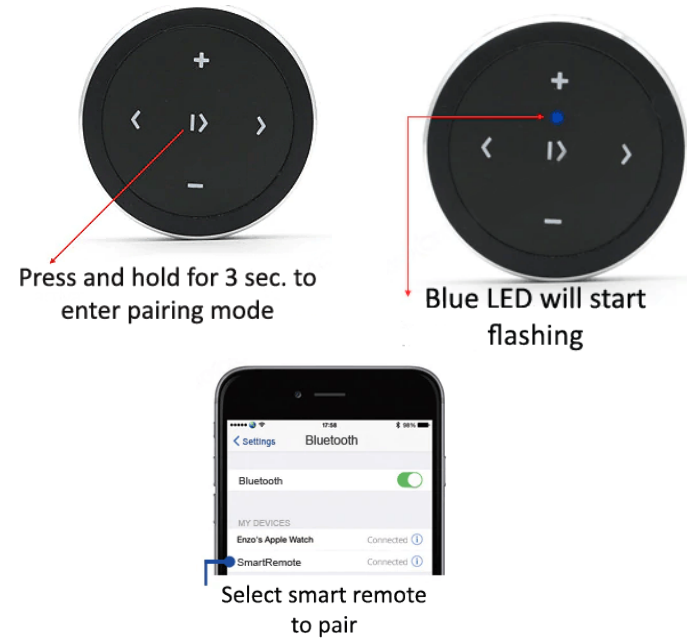 Press and hold for 3 sec. to
enter pairing mode
Blue LED will start
flashing
17:58
98%
Settings
Bluetooth
Bluetooth
MY DEVICES
Enzo's Apple Watch Connected
SmartRemote Connected
Select smart remote
to pair